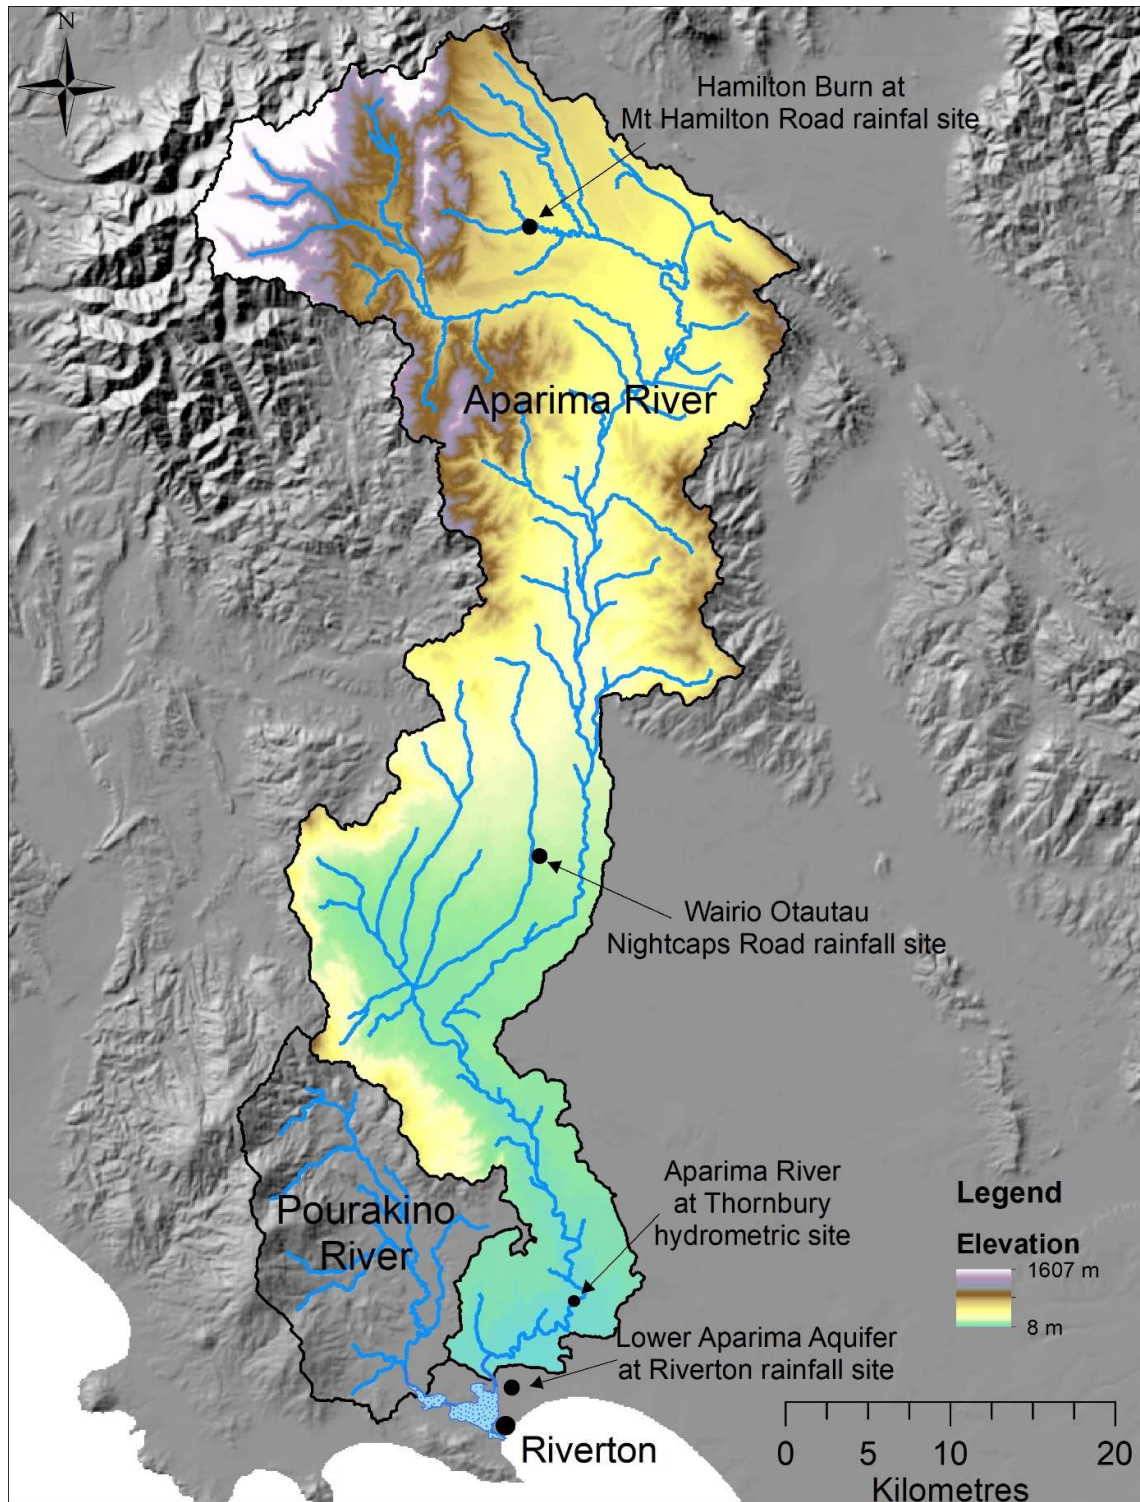 N
Hamilton Burn at
Mt Hamilton Road rainfal site
Aparima River
Wairio Otautau
Nightcaps Road rainfall site
Aparima River
at Thornbury
hydrometric site
Pourakino
River
Legend
Elevation
1607 m
8 m
Lower Aparima Aquifer
at Riverton rainfall site
Riverton
0 5 10 20
Kilometres